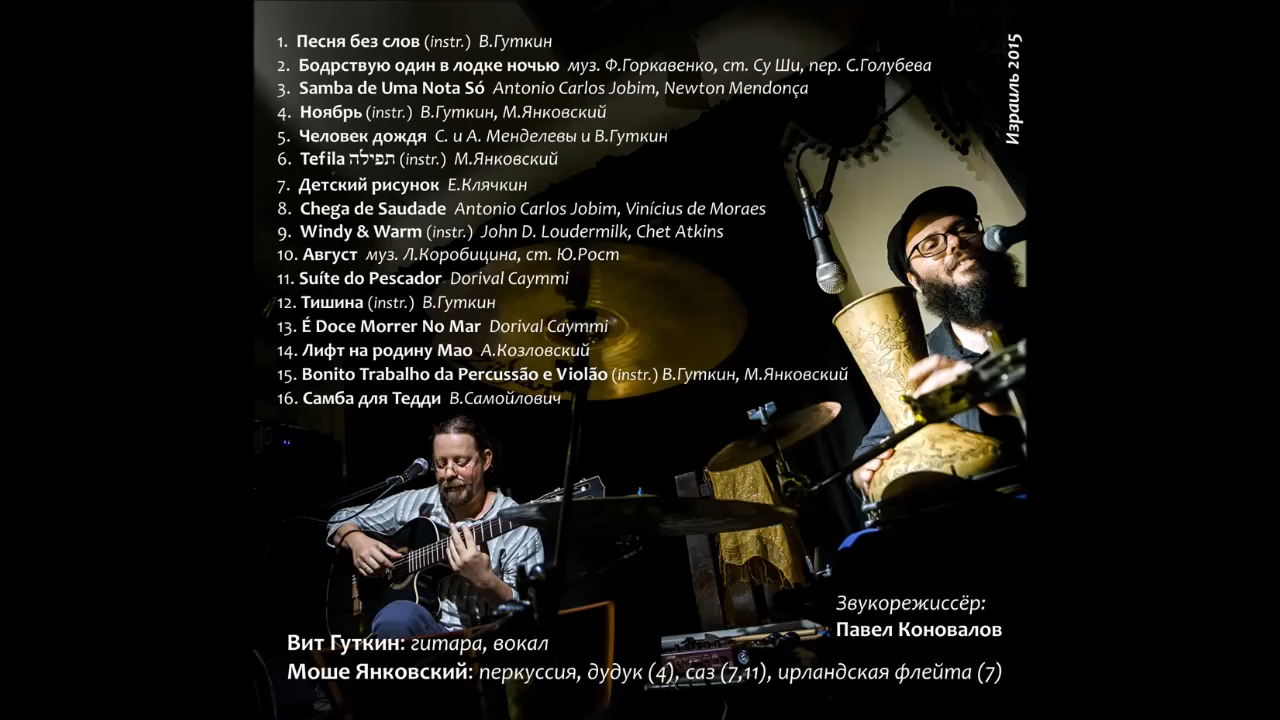 1. Песня без слов (instr.) В.Гуткин
2. Бодрствую один в лодке ночью муз. Ф.Горкавенко, ст. Су Ши, пер. С.Голубева
3. Samba de Uma Nota Só Antonio Carlos Jobim, Newton Mendonça
4. Ноябрь (instr.) В.Гуткин, М.Янковский
5. Человек дождя С. и А. Менделевы и В.Гуткин
6. Tefila תפילה (instr.) М.Янковский
7. Детский рисунок Е.Клячкин
8. Chega de Saudade Antonio Carlos Jobim, Vinícius de Moraes
9. Windy & Warm (instr.) John D. Loudermilk, Chet Atkins
10. Август муз. Л.Коробицина, ст. Ю.Рост
11. Suíte do Pescador Dorival Caymmi
12. Тишина (instr.) В.Гуткин
13. É Doce Morrer No Mar Dorival Caymmi
14. Лифт на родину Мао А.Козловский
15. Bonito Trabalho da Percussão e Violão (instr.) В.Гуткин, М.Янковский
16. Самба для Тедди В.Самойлович
Израиль 2015
Звукорежиссёр:
Павел Коновалов
Вит Гуткин: гитара, вокал
Моше Янковский: перкуссия, дудук (4), саз (7,11), ирландская флейта (7)